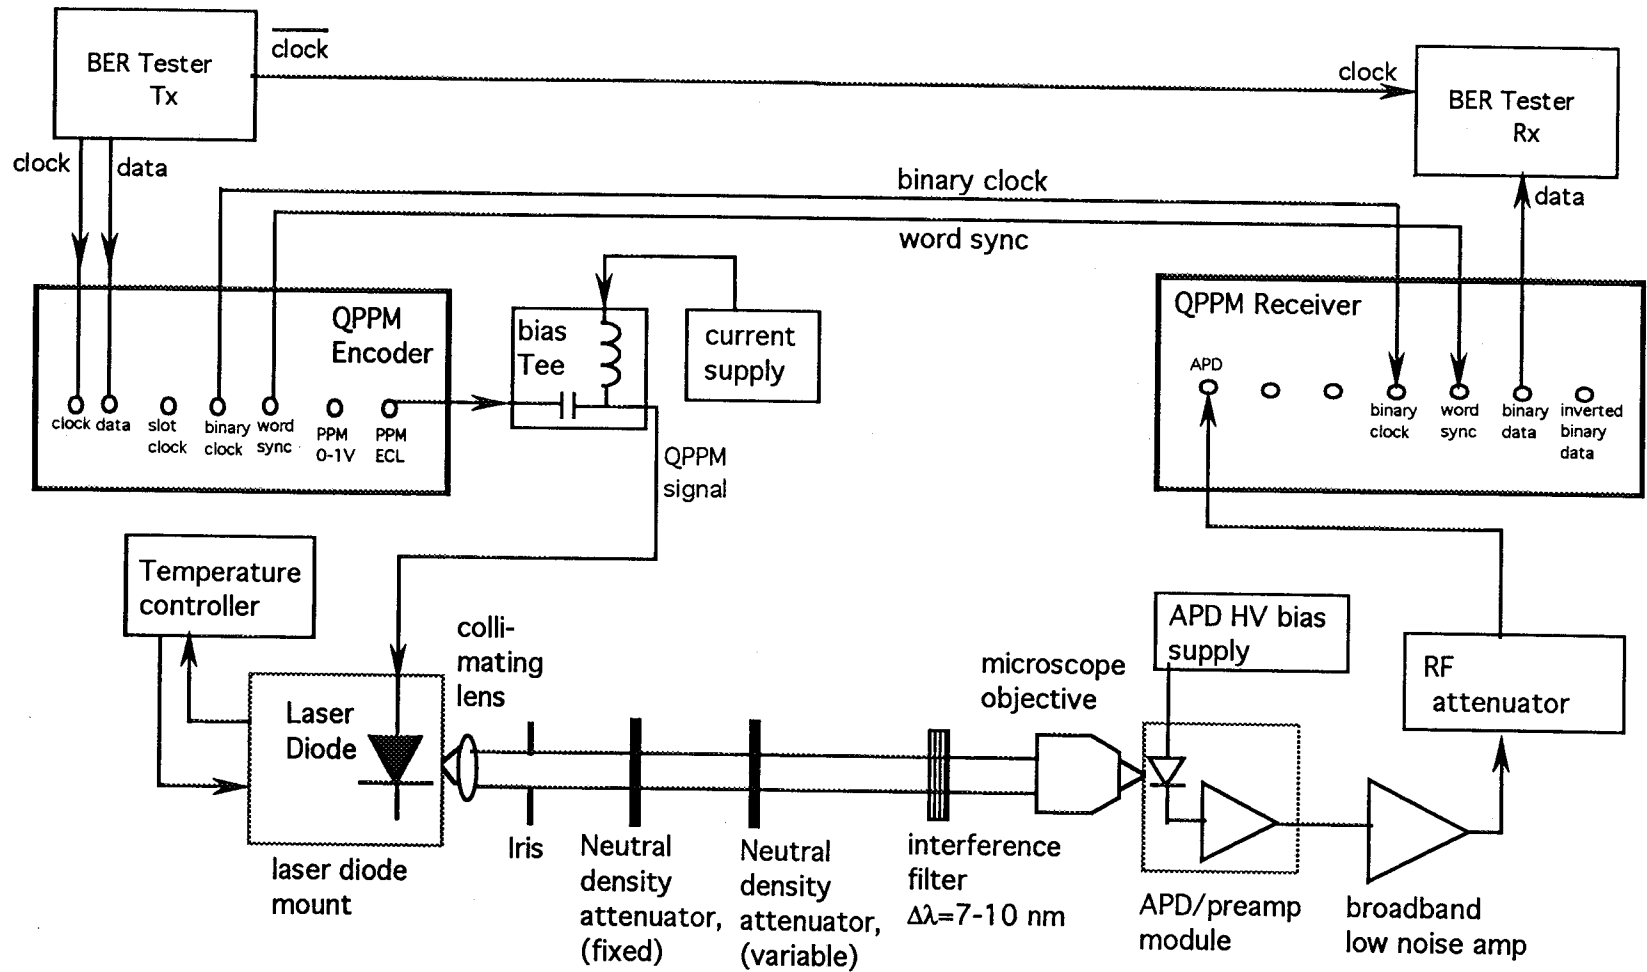 BER Tester
Tx
clock
clock
BER Tester
Rx
clock
data
binary clock
data
word sync
QPPM
Encoder
bias
Tee
current
supply
QPPM Receiver
APD
clock
data
slot
clock
binary
clock
word
sync
PPM
0-1V
PPM
ECL
binary
clock
word
sync
binary
data
inverted
binary
data
QPPM
signal
Temperature
controller
colli-
mating
lens
microscope
objective
APD HV bias
supply
RF
attenuator
Laser
Diode
laser diode
mount
Iris
Neutral
density
attenuator,
(fixed)
Neutral
density
attenuator,
(variable)
interference
filter
Δλ=7-10 nm
APD/preamp
module
broadband
low noise amp